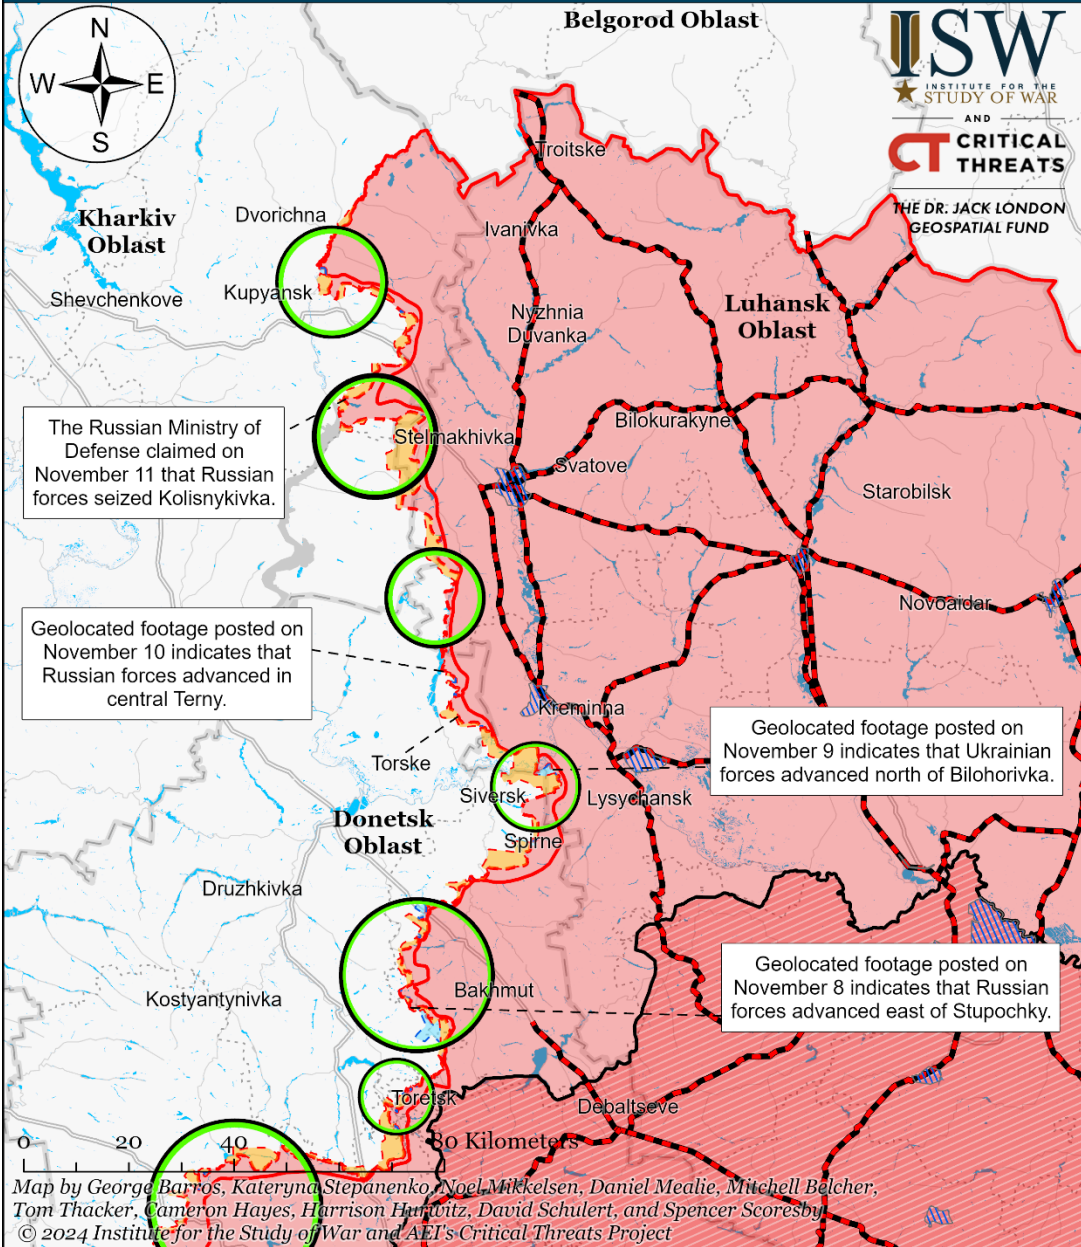 Belgorod Oblast
N
W
E
S
ISW
INSTITUTE FOR THE
STUDY OF WAR
AND
CT CRITICAL
THREATS
THE DR. JACK LONDON
GEOSPATIAL FUND
Troitske
Kharkiv
Oblast
Dvorichna
Ivanivka
Shevchenkove
Kupyansk
Nyzhnia
Duvanka
Luhansk
Oblast
The Russian Ministry of
Defense claimed on
November 11 that Russian
forces seized Kolisnykivka.
Stelmakhivka
Bilokurakyne
Svatove
Starobilsk
Novoaidar
Geolocated footage posted on
November 10 indicates that
Russian forces advanced in
central Terny.
Kreminna
Geolocated footage posted on
November 9 indicates that Ukrainian
forces advanced north of Bilohorivka.
Torske
Siversk
Lysychansk
Donetsk
Oblast
Spirne
Druzhkivka
Geolocated footage posted on
November 8 indicates that Russian
forces advanced east of Stupochky.
Kostyantynivka
Bakhmut
Toretsk
Debaltseve
0 20 40 80 Kilometers
Map by George Barros, Kateryna Stepanenko, Noel Mikkelsen, Daniel Mealie, Mitchell Belcher,
Tom Thacker, Cameron Hayes, Harrison Hurwitz, David Schulert, and Spencer Scoresby
© 2024 Institute for the Study of War and AEI's Critical Threats Project